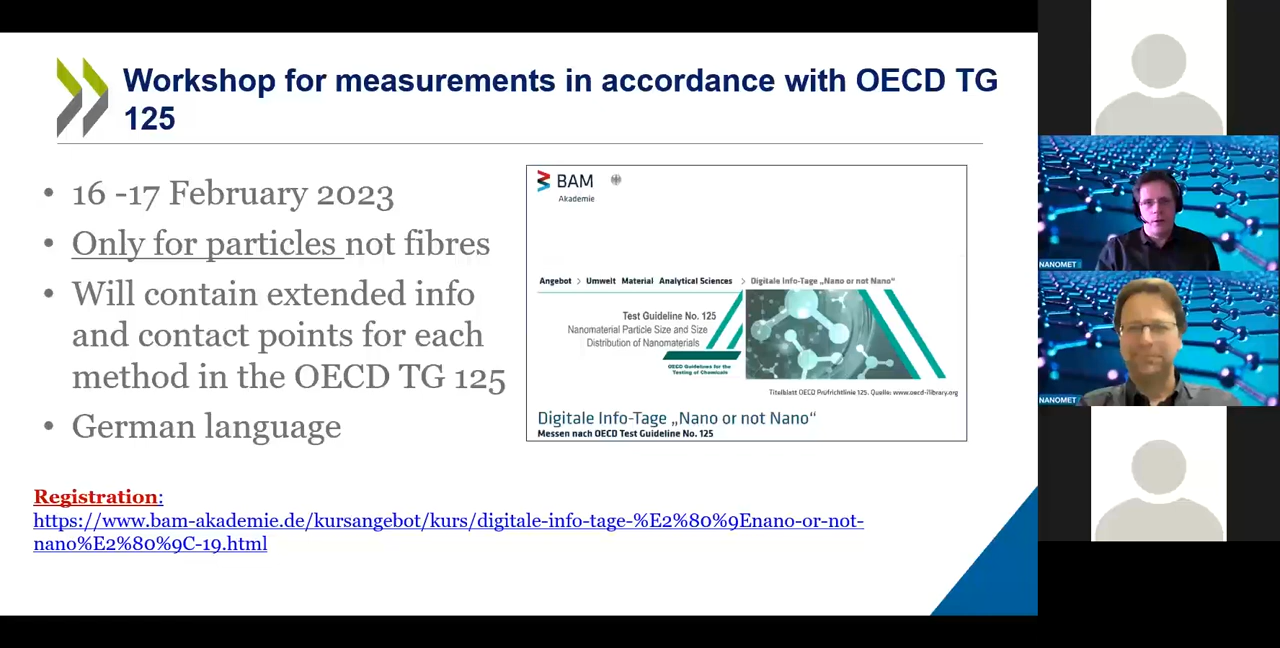 Workshop for measurements in accordance with OECD TG
125
• 16 -17 February 2023
• Only for particles not fibres
• Will contain extended info
and contact points for each
method in the OECD TG 125
• German language
BAM
Akademie
Angebot > Umwelt Material Analytical Sciences > Digitale Info-Tage „Nano or not Nano“
Test Guideline No. 125
Nanomaterial Particle Size and Size
Distribution of Nanomaterials
OECD Guidelines for the
Testing of Chemicals
Titelblatt OECD Prüfrichtlinie 125. Quelle: www.oecd-ilibrary.org
Digitale Info-Tage „Nano or not Nano“
Messen nach OECD Test Guideline No. 125
Registration:
https://www.bam-akademie.de/kursangebot/kurs/digitale-info-tage-%E2%80%9Enano-or-not-
nano%E2%80%9C-19.html
NANOMET
NANOMET